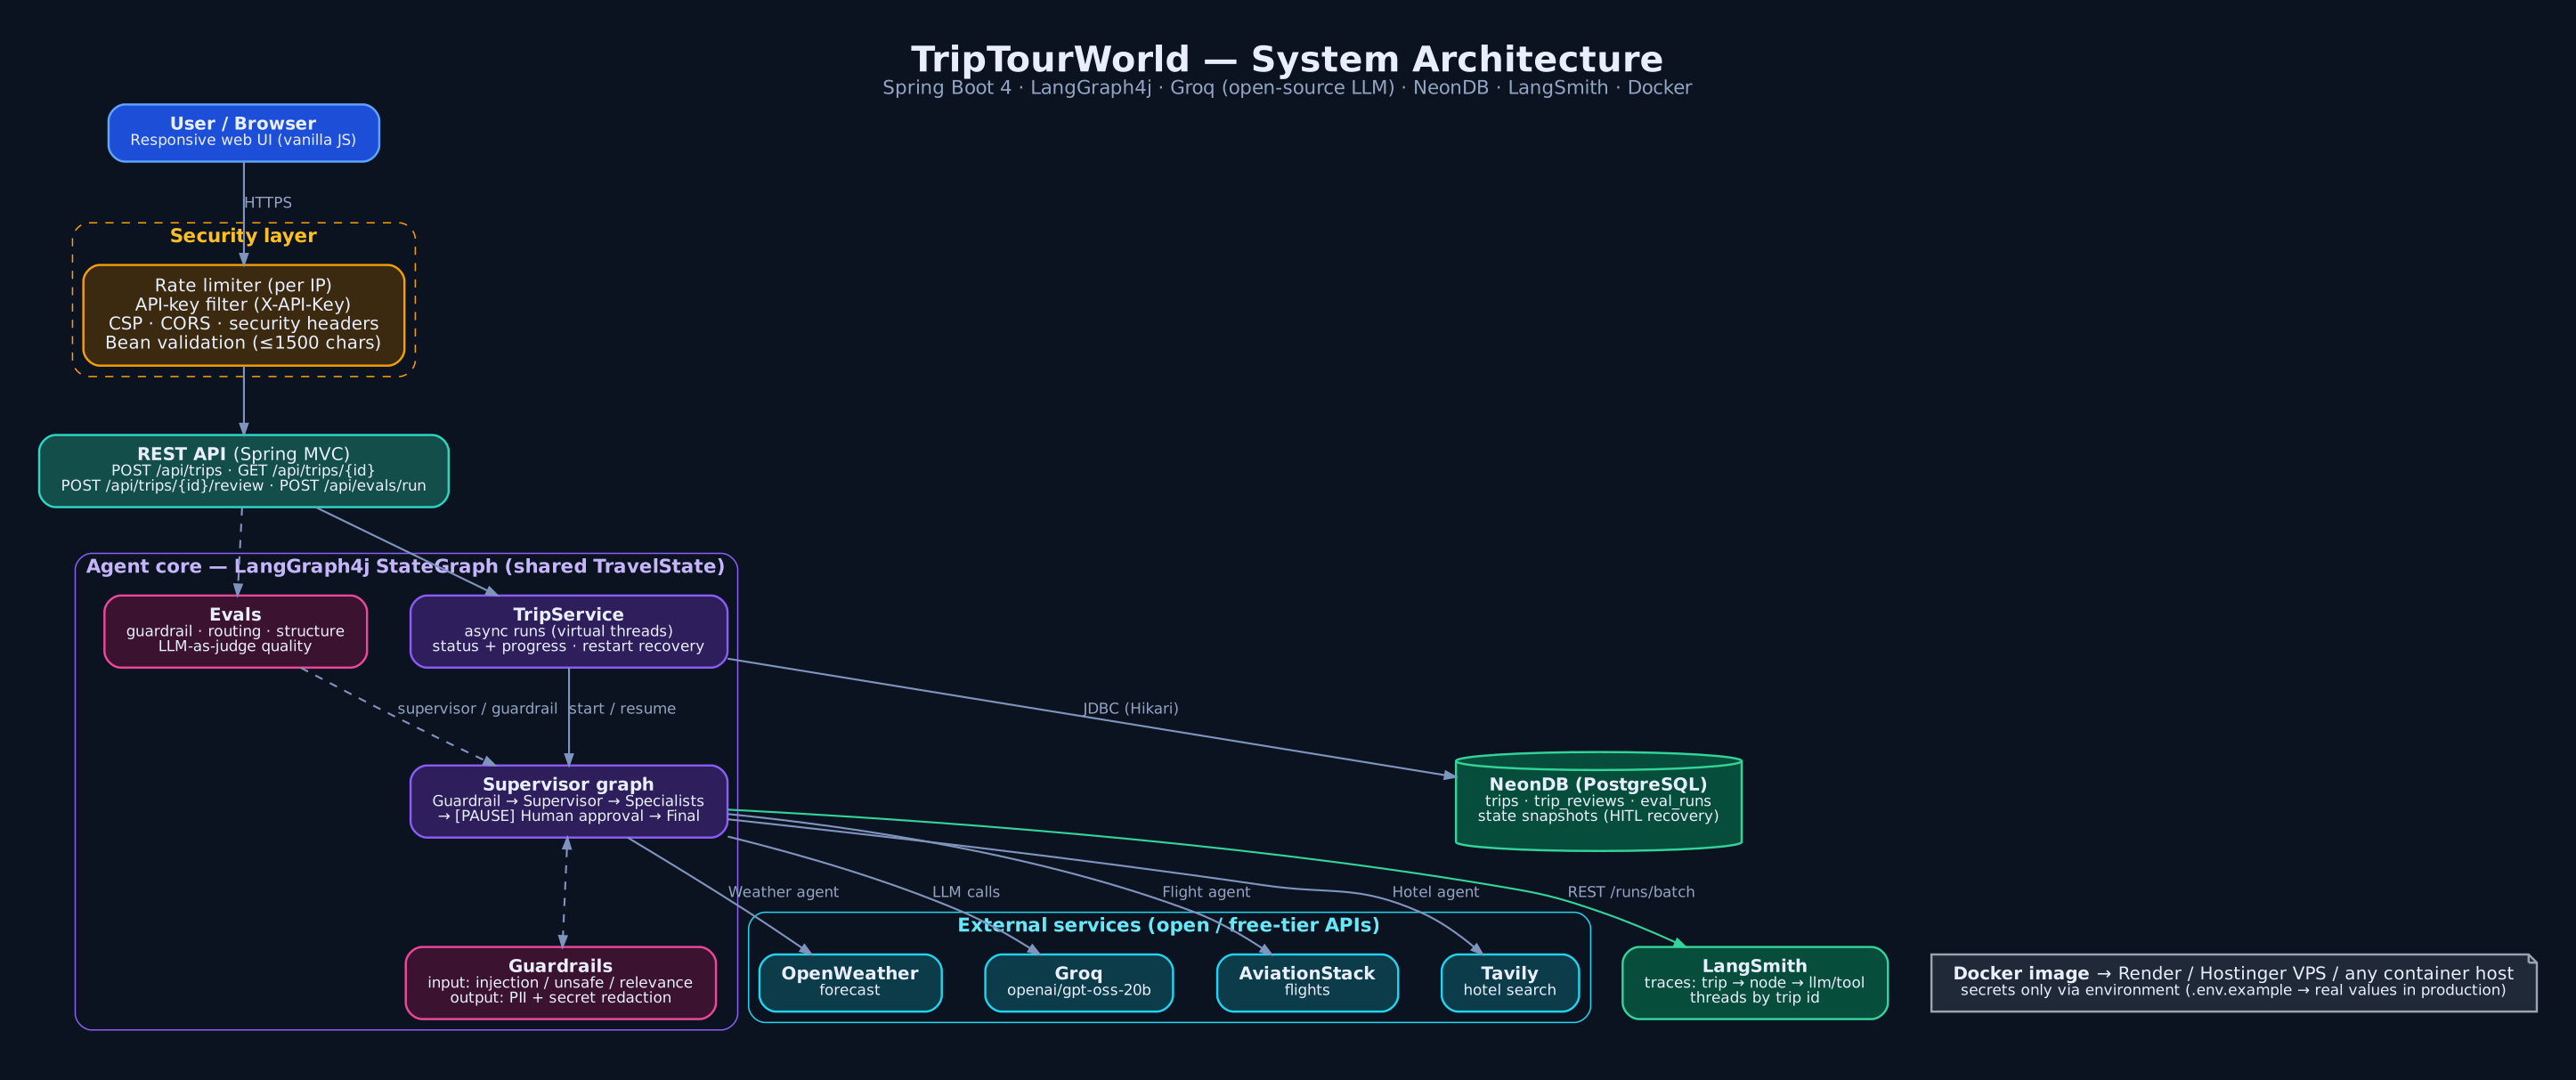 TripTourWorld — System Architecture
Spring Boot 4 · LangGraph4j · Groq (open-source LLM) · NeonDB · LangSmith · Docker
User / Browser
Responsive web UI (vanilla JS)
HTTPS
Security layer
Rate limiter (per IP)
API-key filter (X-API-Key)
CSP · CORS · security headers
Bean validation (≤1500 chars)
REST API (Spring MVC)
POST /api/trips · GET /api/trips/{id}
POST /api/trips/{id}/review · POST /api/evals/run
Agent core — LangGraph4j StateGraph (shared TravelState)
Evals
guardrail · routing · structure
LLM-as-judge quality
TripService
async runs (virtual threads)
status + progress · restart recovery
supervisor / guardrail
start / resume
JDBC (Hikari)
Supervisor graph
Guardrail → Supervisor → Specialists
→ [PAUSE] Human approval → Final
NeonDB (PostgreSQL)
trips · trip_reviews · eval_runs
state snapshots (HITL recovery)
Weather agent
LLM calls
Flight agent
Hotel agent
REST /runs/batch
Guardrails
input: injection / unsafe / relevance
output: PII + secret redaction
External services (open / free-tier APIs)
OpenWeather
forecast
Groq
openai/gpt-oss-20b
AviationStack
flights
Tavily
hotel search
LangSmith
traces: trip → node → llm/tool
threads by trip id
Docker image → Render / Hostinger VPS / any container host
secrets only via environment (.env.example → real values in production)